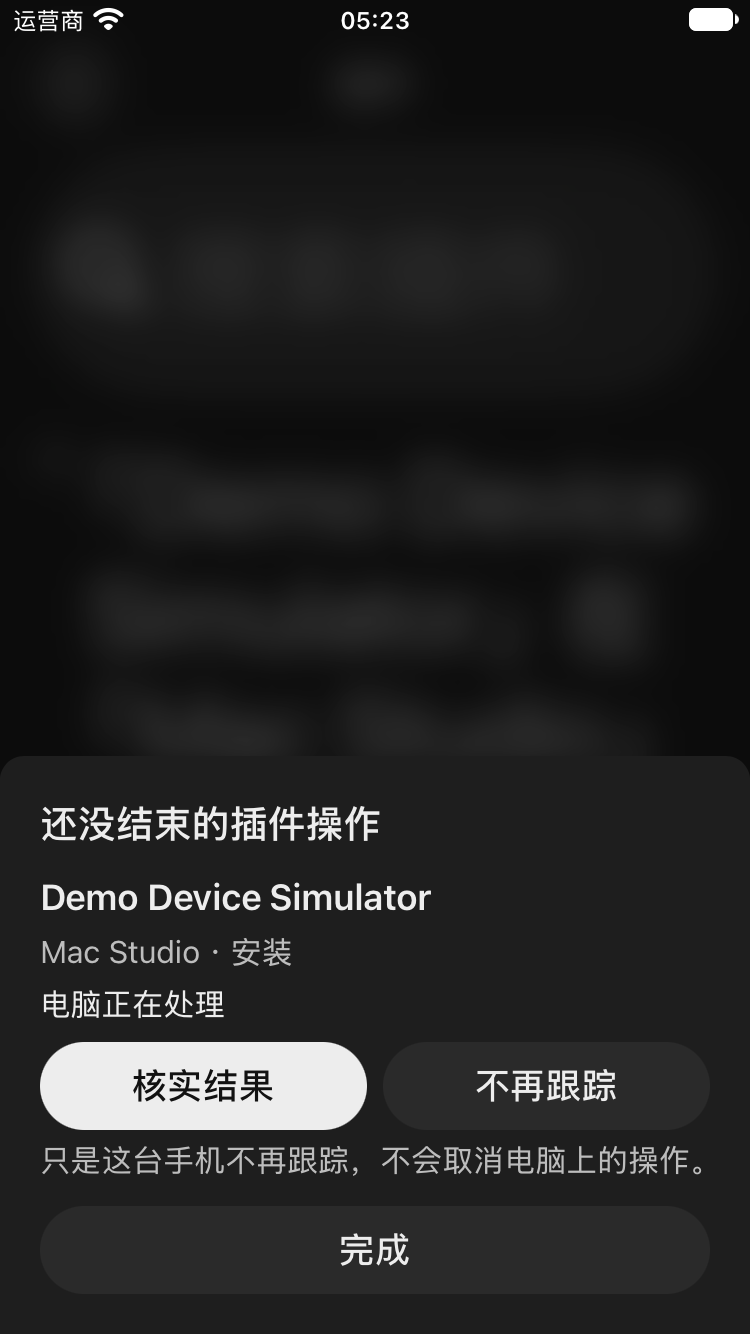 运营商
05:23
还没结束的插件操作
Demo Device Simulator
Mac Studio · 安装
电脑正在处理
核实结果
不再跟踪
只是这台手机不再跟踪，不会取消电脑上的操作。
完成